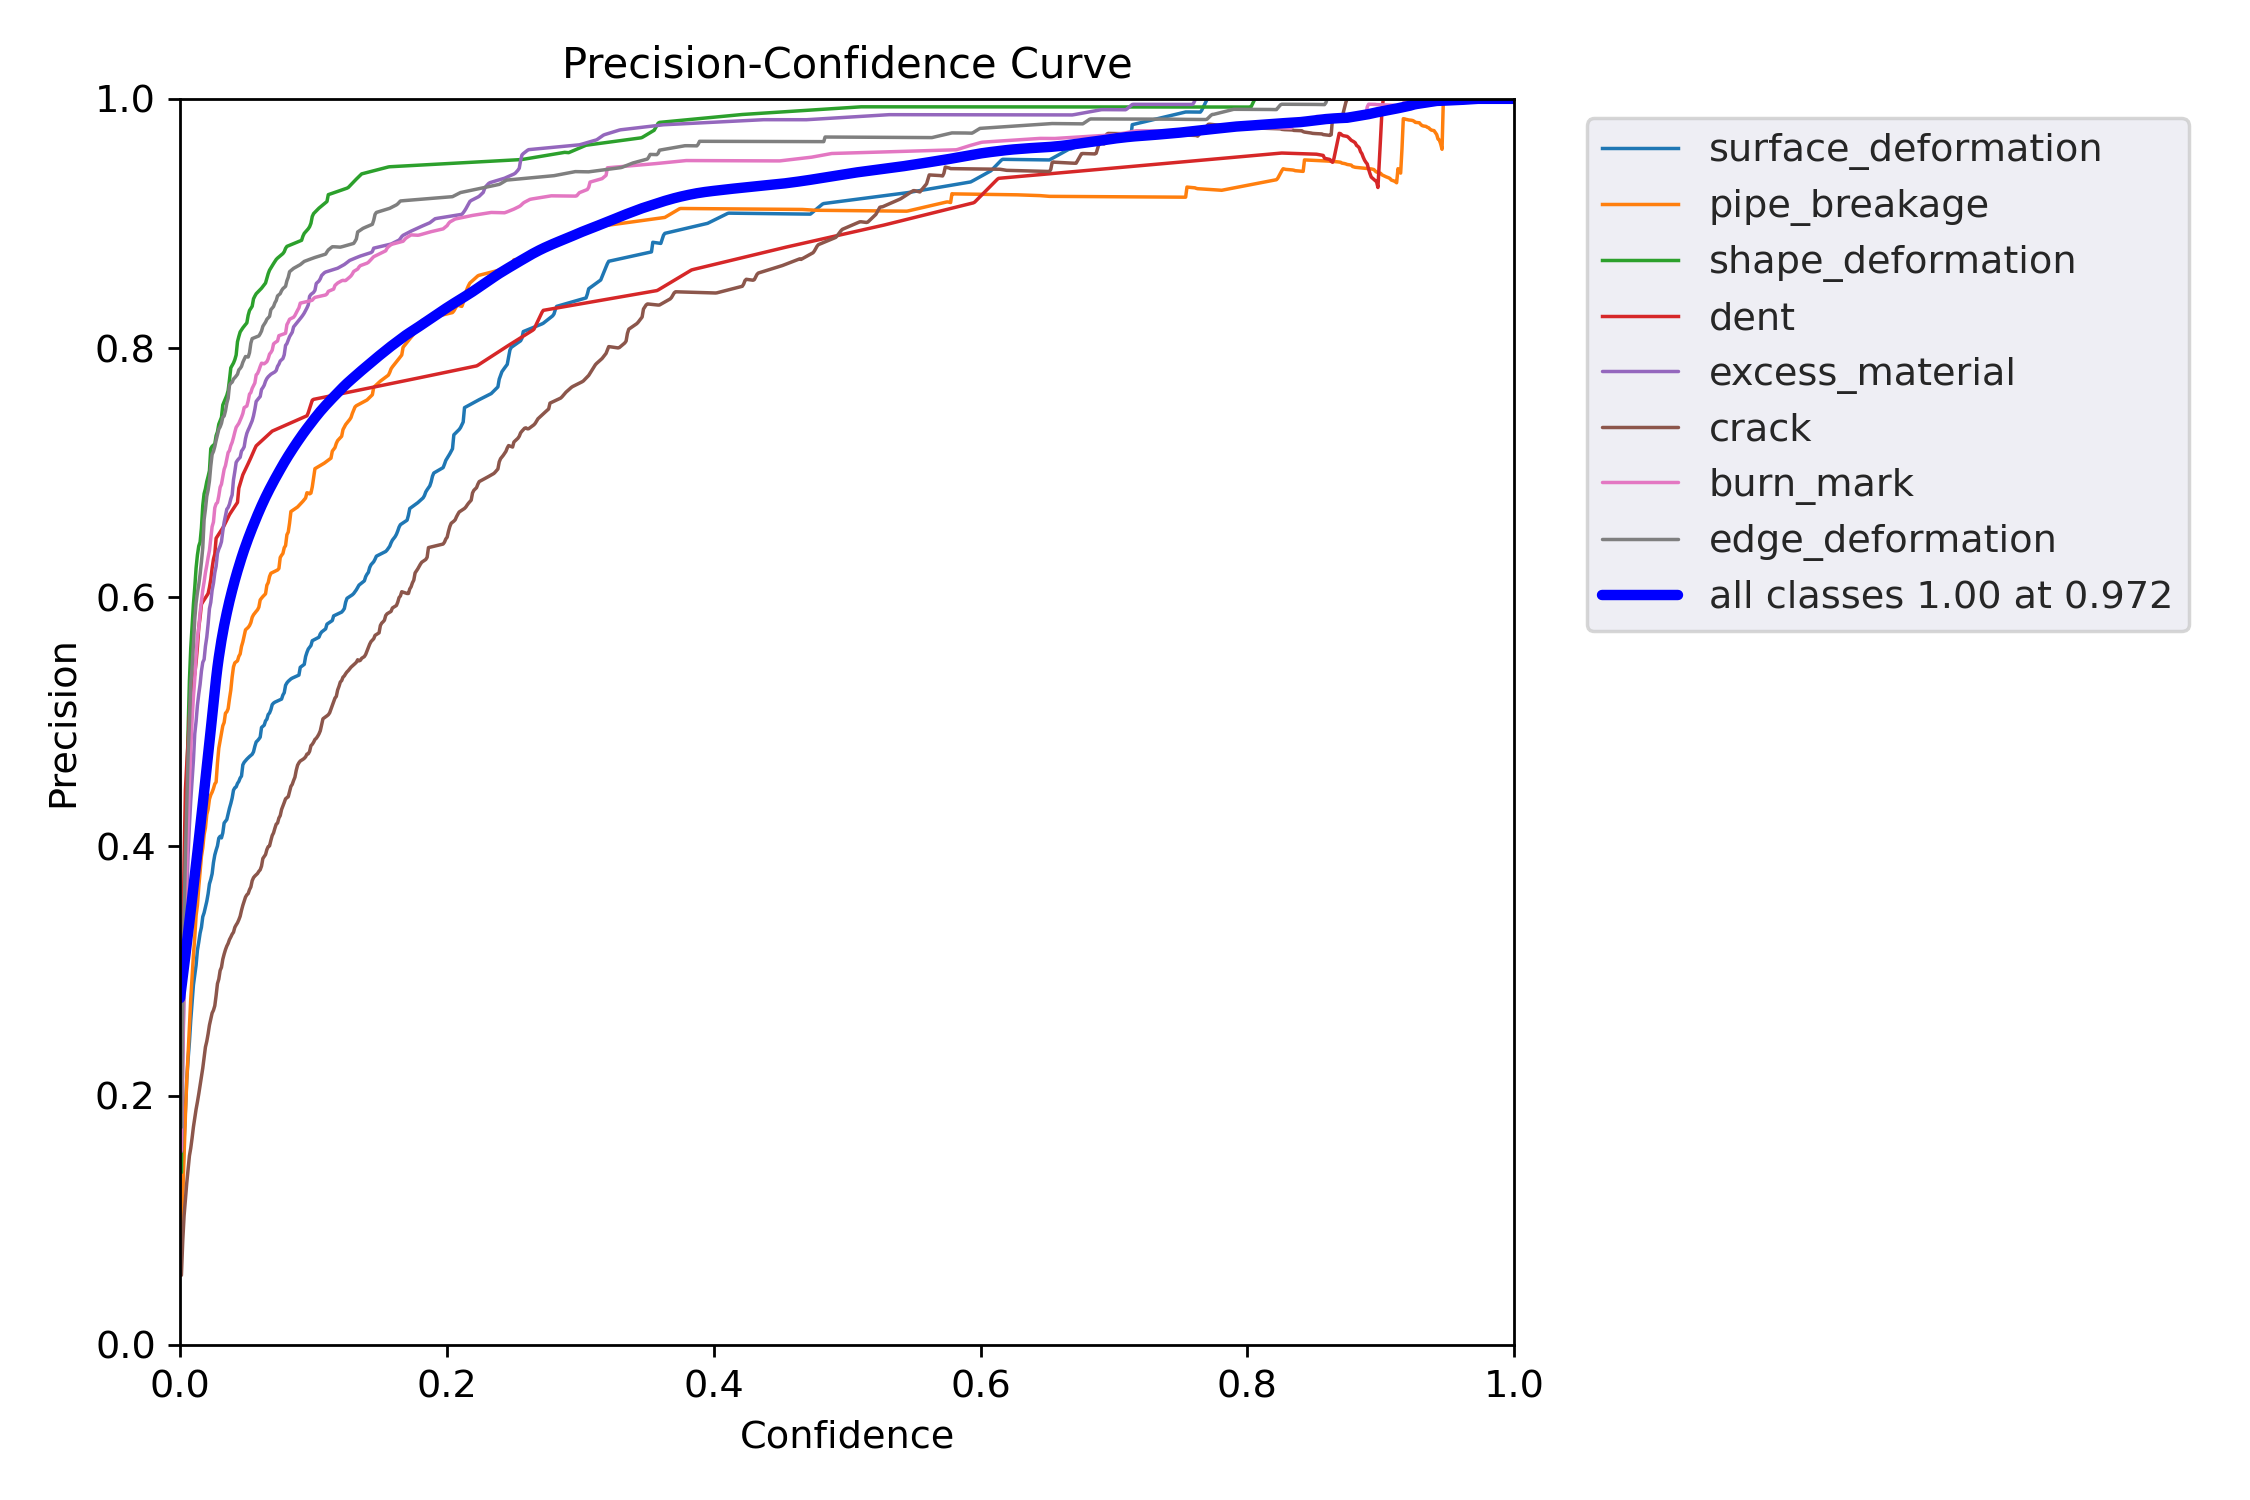 Precision-Confidence Curve
1.0
0.8
0.6
0.4
0.2
0.0
Precision
0.0 0.2 0.4 0.6 0.8 1.0
Confidence
surface_deformation
pipe_breakage
shape_deformation
dent
excess_material
crack
burn_mark
edge_deformation
all classes 1.00 at 0.972